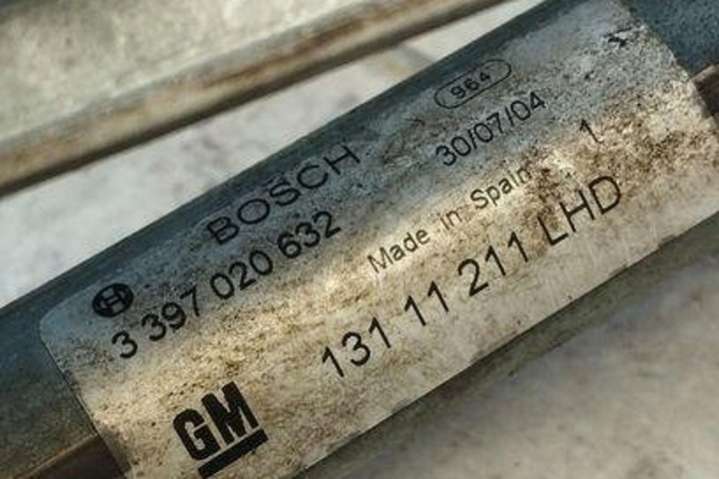 BOSCH
3 397 020 632
964
30/07/04
Made in Spain 1
131 11 211 LHD
GM